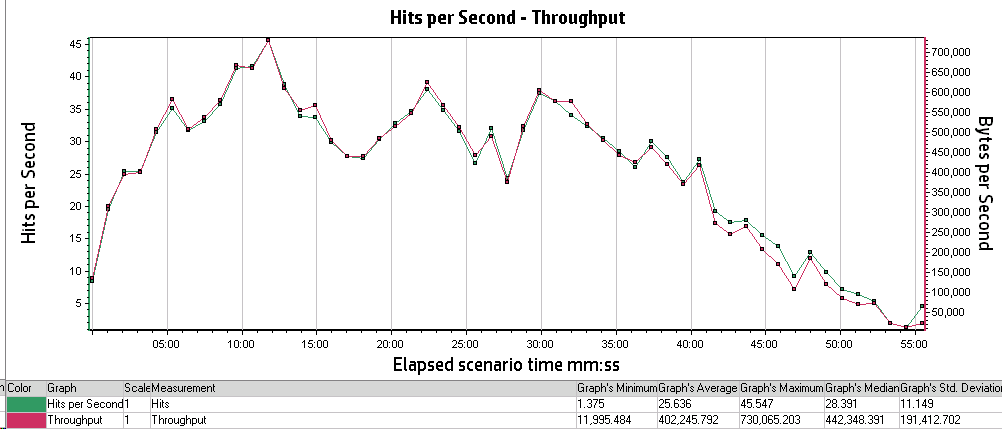 Hits per Second - Throughput
Hits per Second
45
40
35
30
25
20
15
10
5
700,000
650,000
600,000
550,000
500,000
450,000
400,000
350,000
300,000
250,000
200,000
150,000
100,000
50,000
Bytes per Second
05:00 10:00 15:00 20:00 25:00 30:00 35:00 40:00 45:00 50:00 55:00
Elapsed scenario time mm:ss
Color Graph Scale Measurement Graph's Minimum Graph's Average Graph's Maximum Graph's Median Graph's Std. Deviation
Hits per Second 1 Hits 1.375 25.636 45.547 28.391 11.149
Throughput 1 Throughput 11,995.484 402,245.792 730,065.203 442,348.391 191,412.702